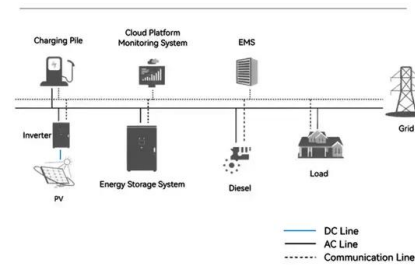 Charging Pile
Cloud Platform
Monitoring System
EMS
Grid
Inverter
PV
Energy Storage System
Diesel
Load
DC Line
AC Line
Communication Line